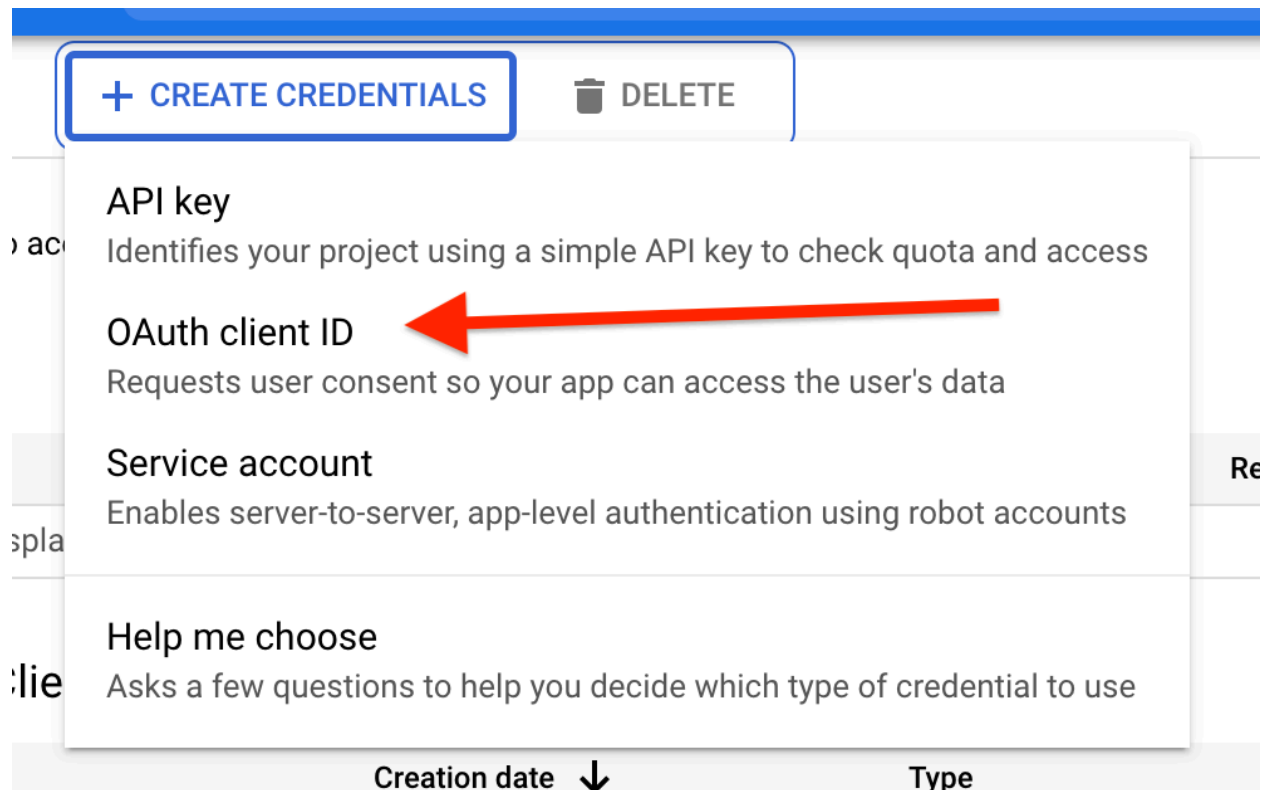 CREATE CREDENTIALS DELETE
API key
Identifies your project using a simple API key to check quota and access
OAuth client ID
Requests user consent so your app can access the user's data
Service account
Re
Enables server-to-server, app-level authentication using robot accounts
spla
Help me choose
Asks a few questions to help you decide which type of credential to use
Creation date Type